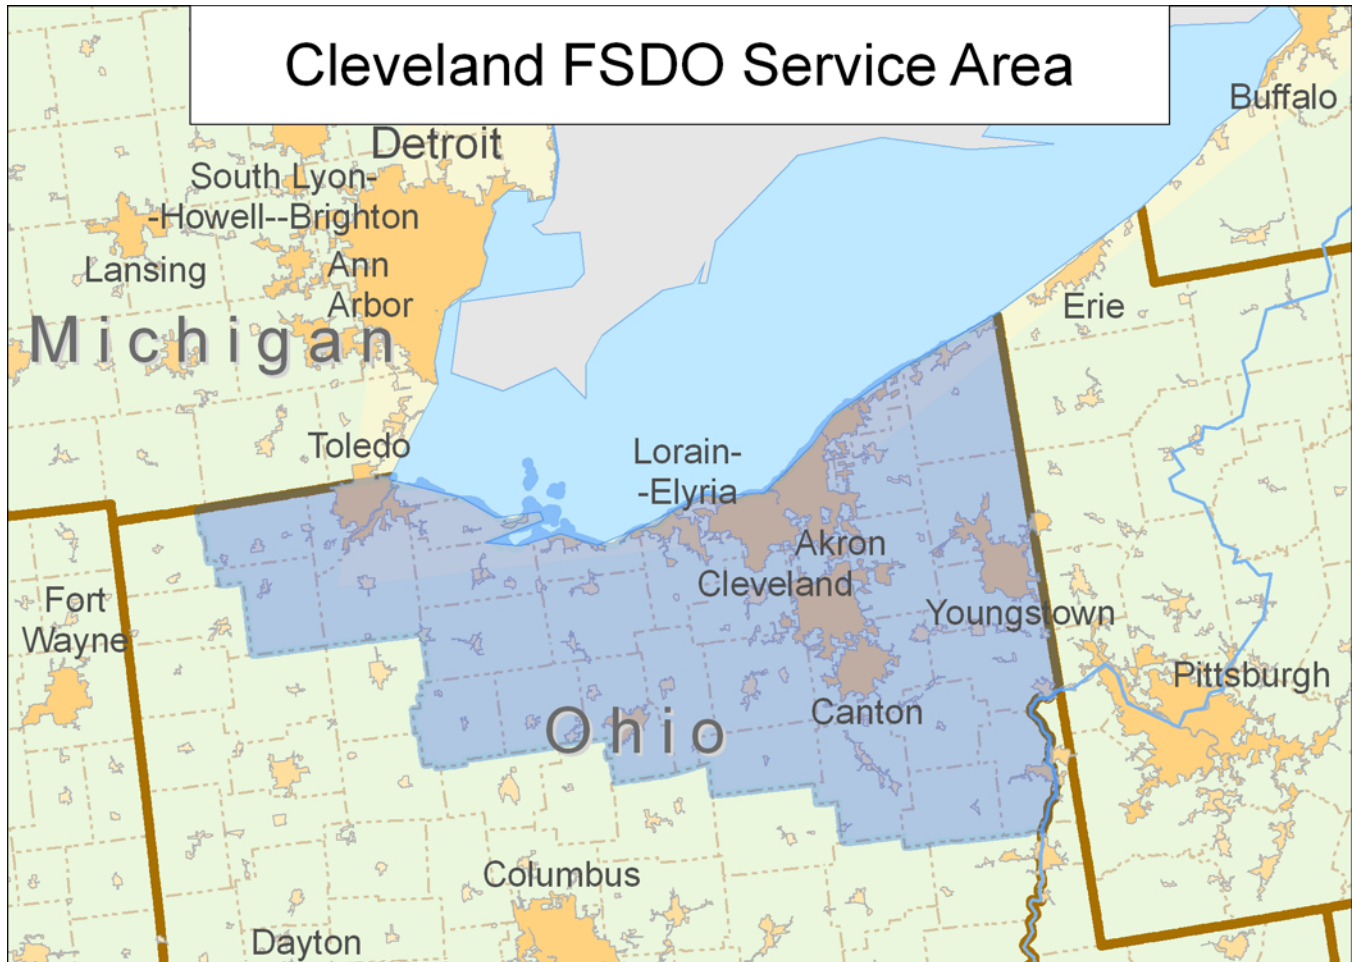 Cleveland FSDO Service Area
Buffalo
Detroit
South Lyon-
-Howell--Brighton
Lansing
Ann
Arbor
Erie
Michigan
Toledo
Lorain-
-Elyria
Akron
Cleveland
Fort
Wayne
Youngstown
Pittsburgh
Canton
Ohio
Columbus
Dayton